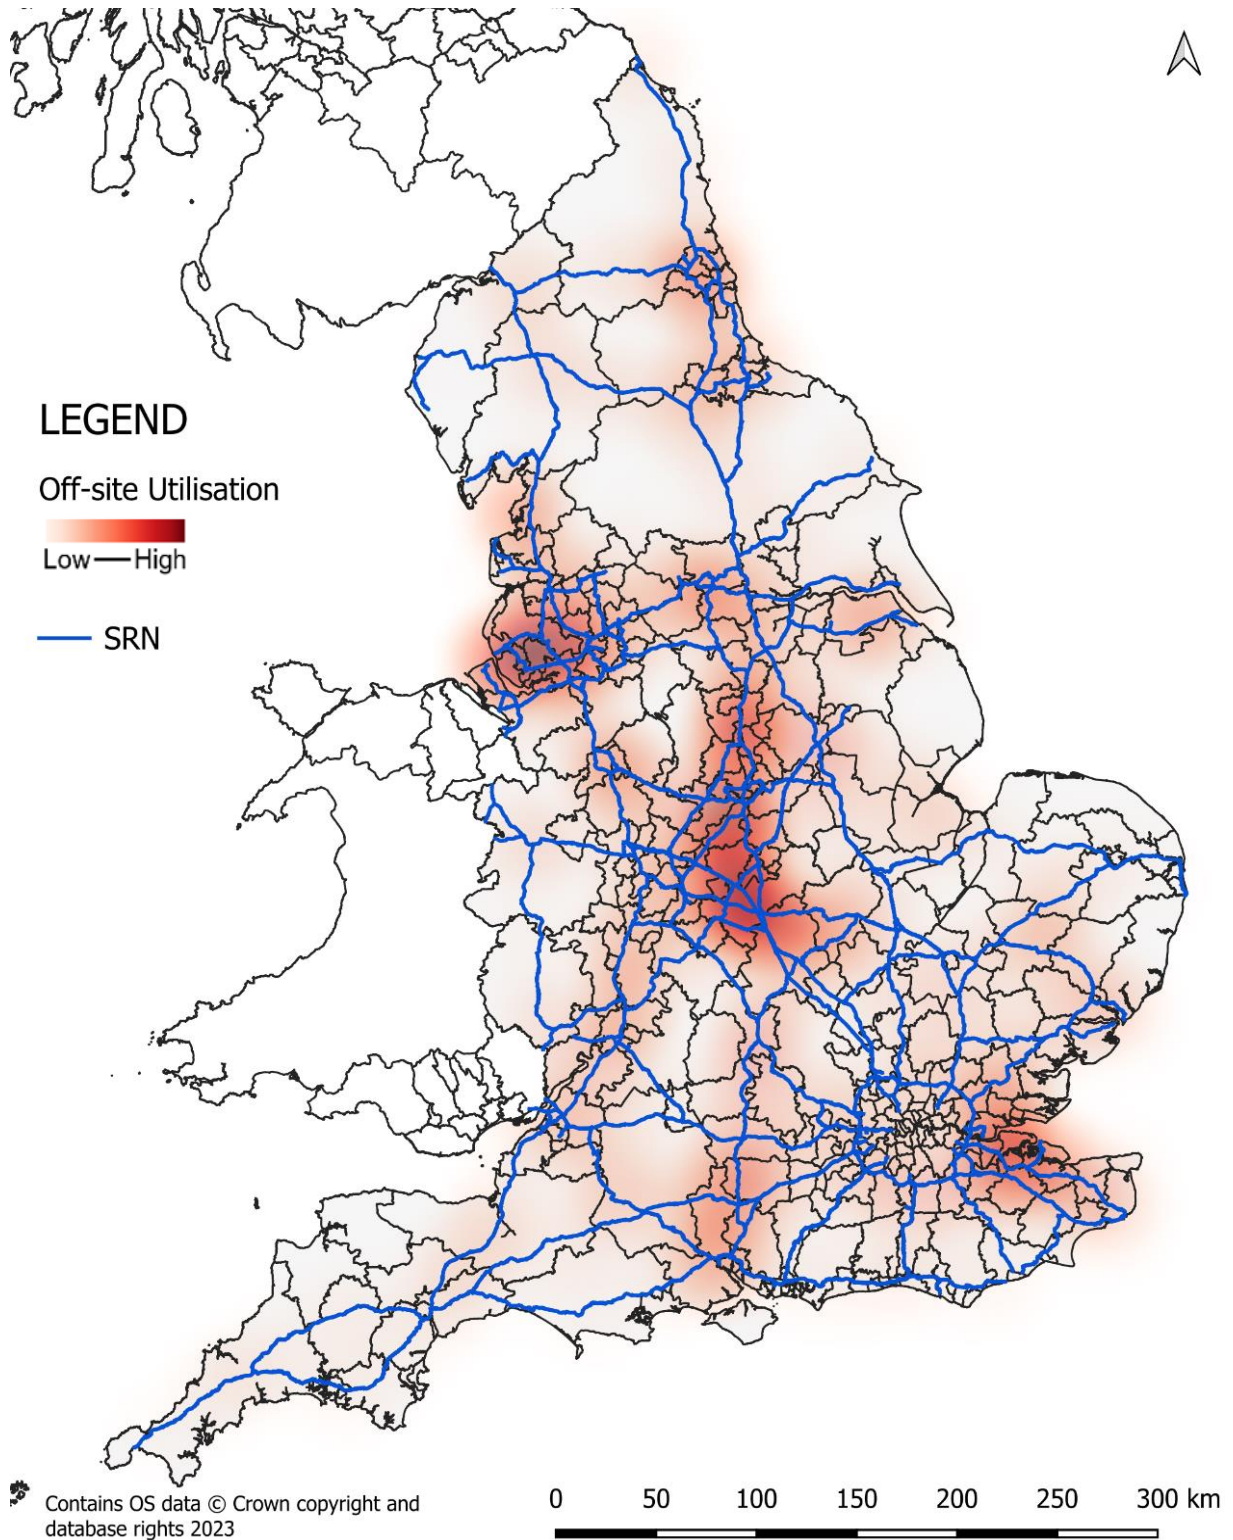 LEGEND
Off-site Utilisation
Low — High
SRN
Contains OS data © Crown copyright and
database rights 2023
0 50 100 150 200 250 300 km